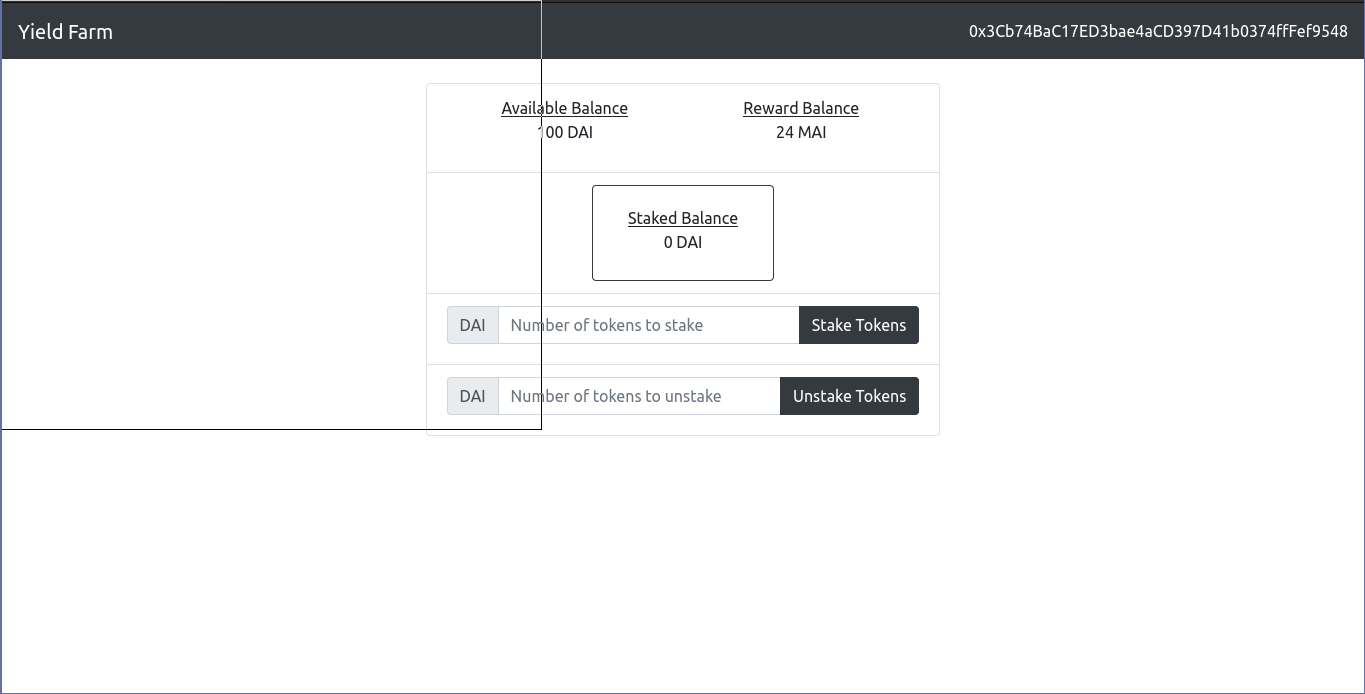 Yield Farm
0x3Cb74BaC17ED3bae4aCD397D41b0374ffFef9548
Available Balance
100 DAI
Reward Balance
24 MAI
Staked Balance
0 DAI
DAI Number of tokens to stake Stake Tokens
DAI Number of tokens to unstake Unstake Tokens